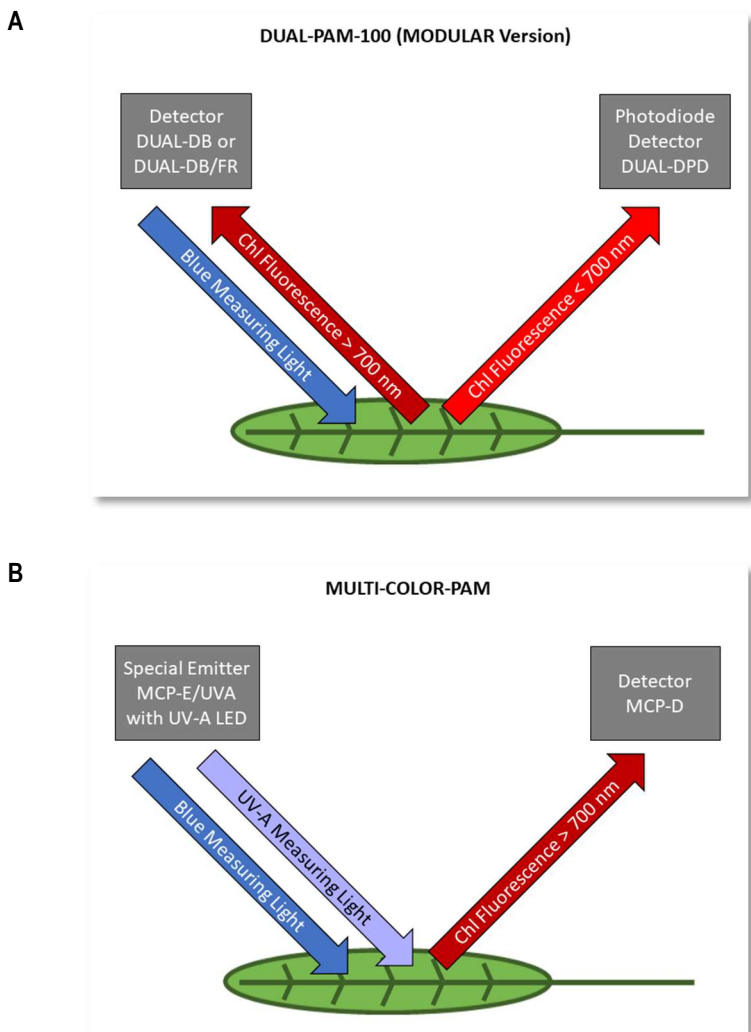 A
DUAL-PAM-100 (MODULAR Version)
Detector
DUAL-DB or
DUAL-DB/FR
Photodiode
Detector
DUAL-DPD
Blue Measuring Light
Chl Fluorescence > 700 nm
Chl Fluorescence < 700 nm
B
MULTI-COLOR-PAM
Special Emitter
MCP-E/UVA
with UV-A LED
Detector
MCP-D
Blue Measuring Light
UV-A Measuring Light
Chl Fluorescence > 700 nm